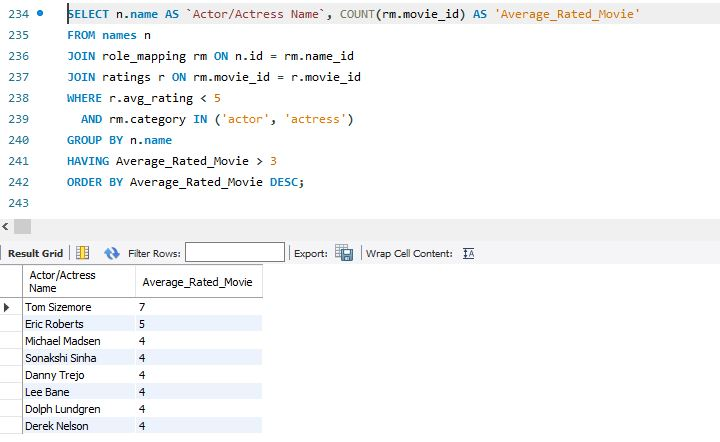 234 SELECT n.name AS `Actor/Actress Name`, COUNT(rm.movie_id) AS 'Average_Rated_Movie'
235 FROM names n
236 JOIN role_mapping rm ON n.id = rm.name_id
237 JOIN ratings r ON rm.movie_id = r.movie_id
238 WHERE r.avg_rating < 5
239 AND rm.category IN ('actor', 'actress')
240 GROUP BY n.name
241 HAVING Average_Rated_Movie > 3
242 ORDER BY Average_Rated_Movie DESC;
243
Result Grid Filter Rows: Export: Wrap Cell Content:
Actor/Actress
Name Average_Rated_Movie
Tom Sizemore 7
Eric Roberts 5
Michael Madsen 4
Sonakshi Sinha 4
Danny Trejo 4
Lee Bane 4
Dolph Lundgren 4
Derek Nelson 4